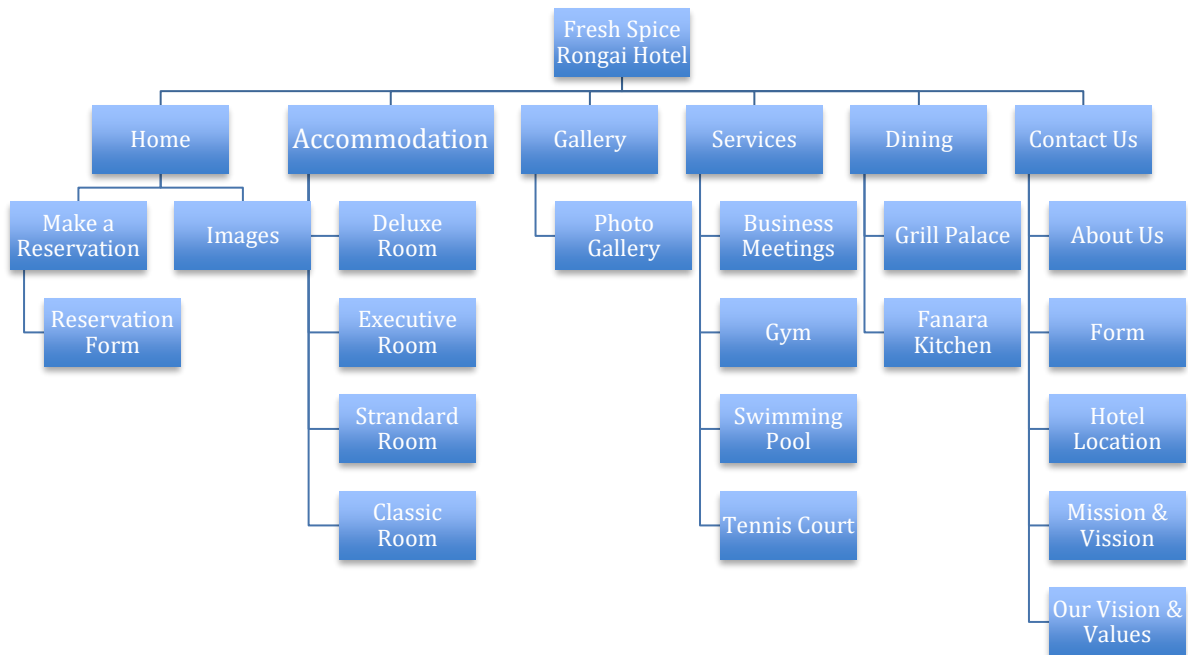 Fresh Spice
Rongai Hotel
Home
Accommodation
Gallery
Services
Dining
Contact Us
Make a
Reservation
Images
Deluxe
Room
Photo
Gallery
Business
Meetings
Grill Palace
About Us
Reservation
Form
Executive
Room
Gym
Fanara
Kitchen
Form
Strandard
Room
Swimming
Pool
Hotel
Location
Classic
Room
Tennis Court
Mission &
Vission
Our Vision &
Values